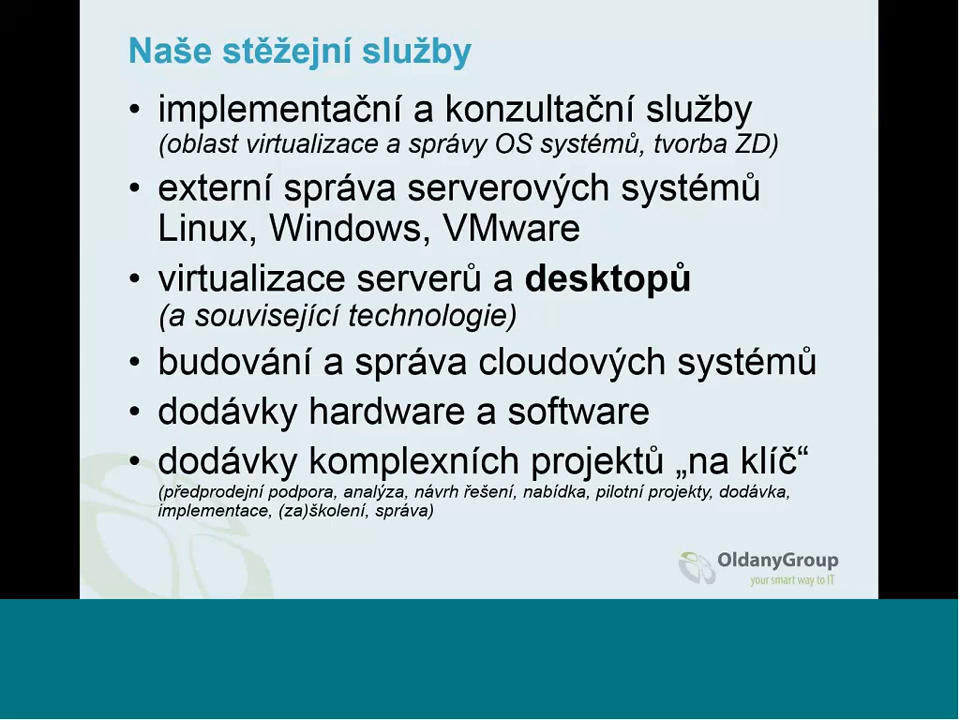 Naše stěžejní služby
• implementační a konzultační služby
(oblast virtualizace a správy OS systémů, tvorba ZD)
• externí správa serverových systémů
Linux, Windows, VMware
• virtualizace serverů a desktopů
(a související technologie)
• budování a správa cloudových systémů
• dodávky hardware a software
• dodávky komplexních projektů „na klíč“
(předprodejní podpora, analýza, návrh řešení, nabídka, pilotní projekty, dodávka,
implementace, (za)školení, správa)
OldanyGroup
your smart way to IT